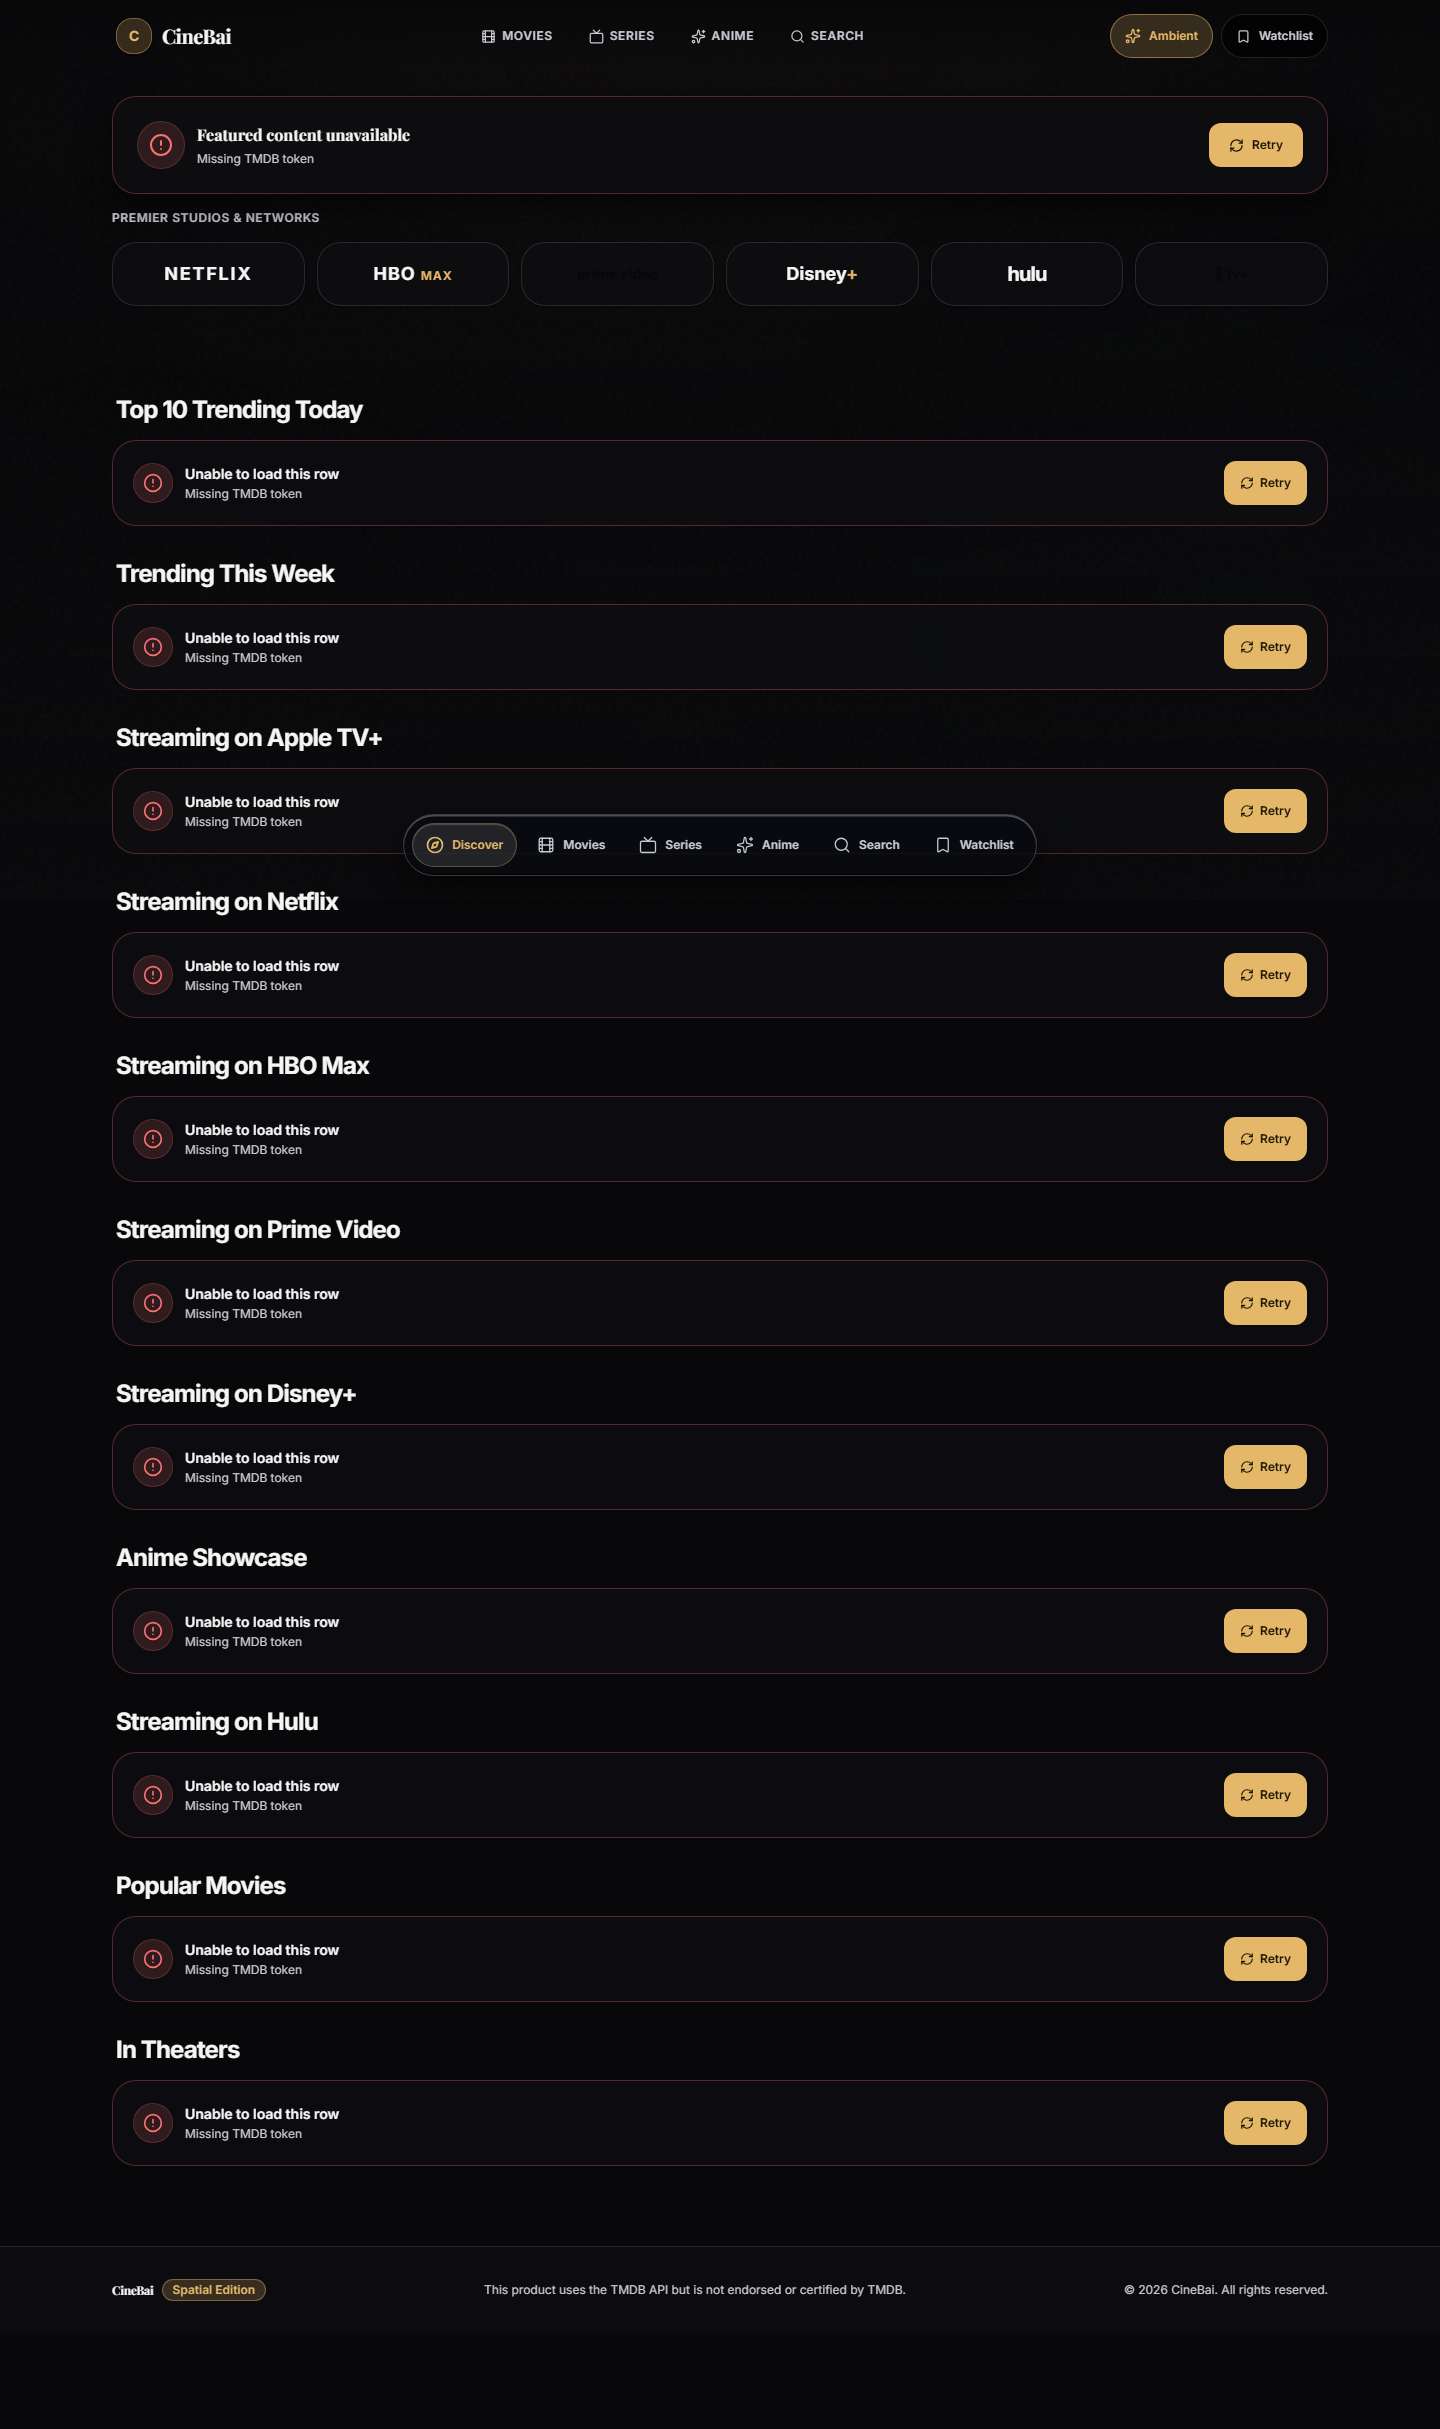 C CineBai
MOVIES SERIES ANIME SEARCH
Ambient Watchlist
Featured content unavailable
Missing TMDB token
Retry
PREMIER STUDIOS & NETWORKS
NETFLIX HBO MAX prime video Disney+ hulu tv+
Top 10 Trending Today
Unable to load this row
Missing TMDB token
Retry
Trending This Week
Unable to load this row
Missing TMDB token
Retry
Streaming on Apple TV+
Unable to load this row
Missing TMDB token
Retry
Discover Movies Series Anime Search Watchlist
Streaming on Netflix
Unable to load this row
Missing TMDB token
Retry
Streaming on HBO Max
Unable to load this row
Missing TMDB token
Retry
Streaming on Prime Video
Unable to load this row
Missing TMDB token
Retry
Streaming on Disney+
Unable to load this row
Missing TMDB token
Retry
Anime Showcase
Unable to load this row
Missing TMDB token
Retry
Streaming on Hulu
Unable to load this row
Missing TMDB token
Retry
Popular Movies
Unable to load this row
Missing TMDB token
Retry
In Theaters
Unable to load this row
Missing TMDB token
Retry
CineBai Spatial Edition
This product uses the TMDB API but is not endorsed or certified by TMDB.
© 2026 CineBai. All rights reserved.